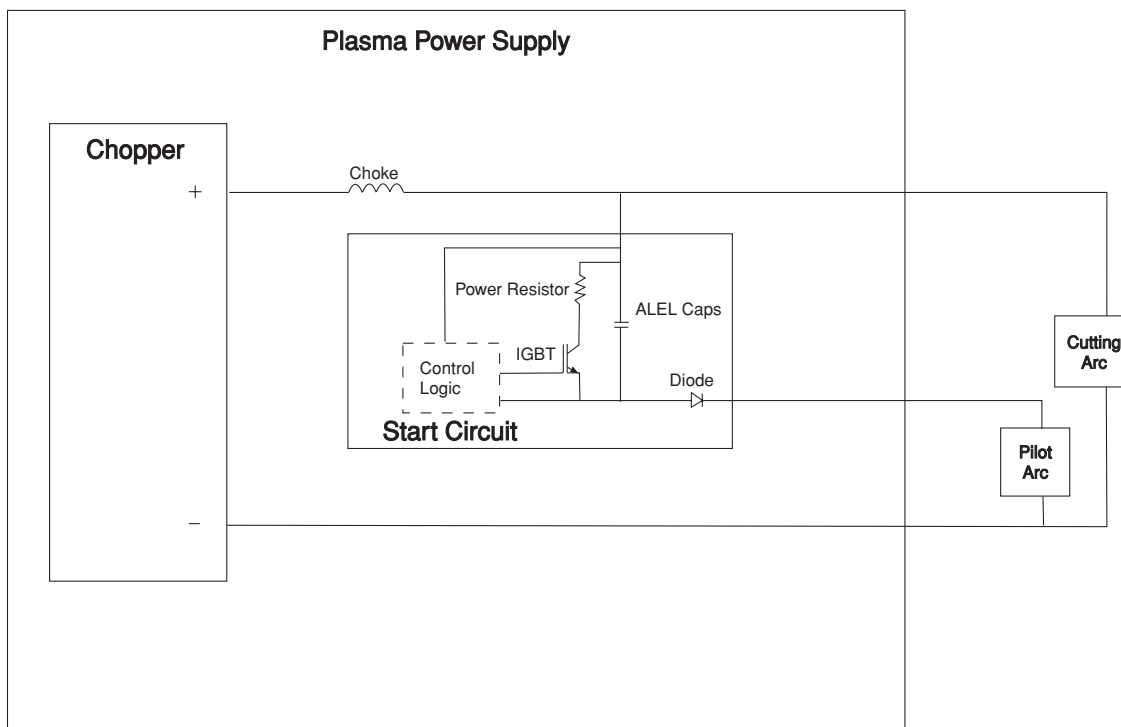 Plasma Power Supply
Chopper
+
Choke
Power Resistor
ALEL Caps
IGBT
Control
Logic
Diode
Start Circuit
Cutting
Arc
Pilot
Arc
−